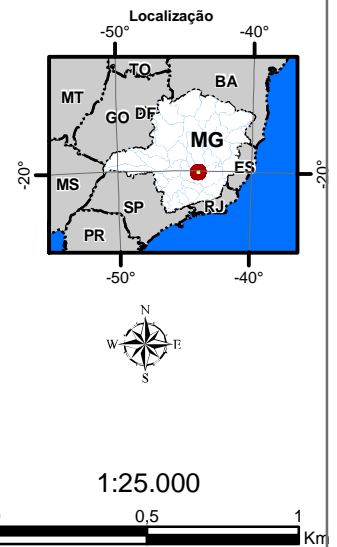 Localização
-50° -40°
TO
BA
MT
GO DF
MG
-20° ES -20°
MS
SP RJ
PR
-50° -40°
N
W E
S
1:25.000
0,5 1
Km